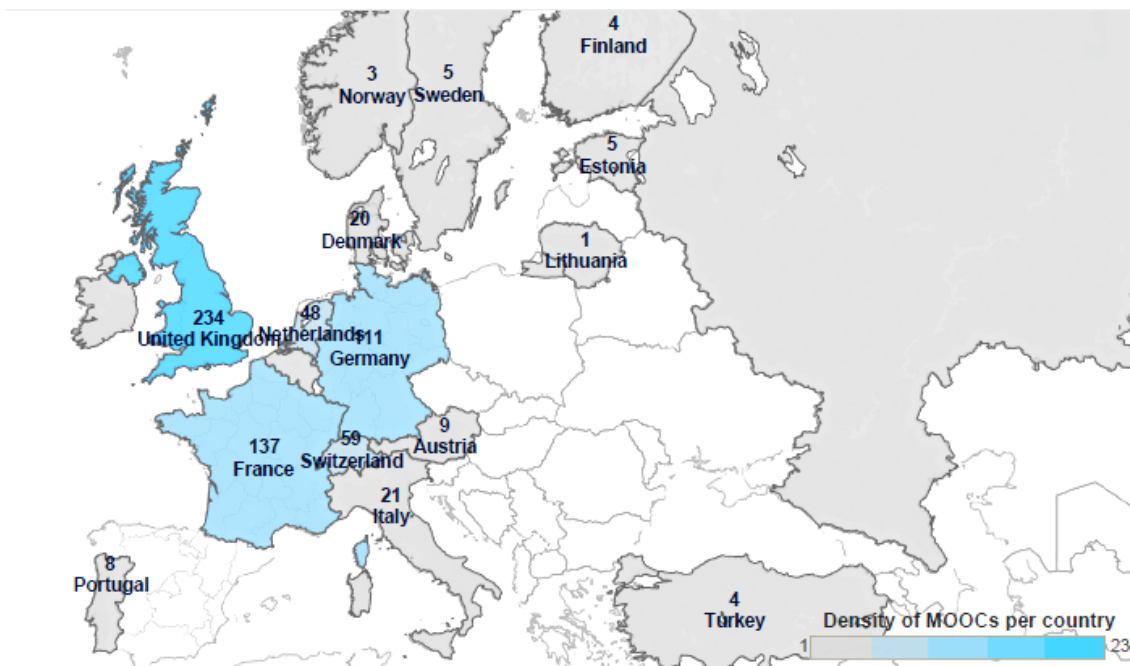 4
Finland
3
Norway
5
Sweden
5
Estonia
20
Denmark
1
Lithuania
234
United Kingdom
48
Netherlands
111
Germany
9
Austria
137
France
59
Switzerland
21
Italy
8
Portugal
4
Turkey
Density of MOOCs per country
1
23